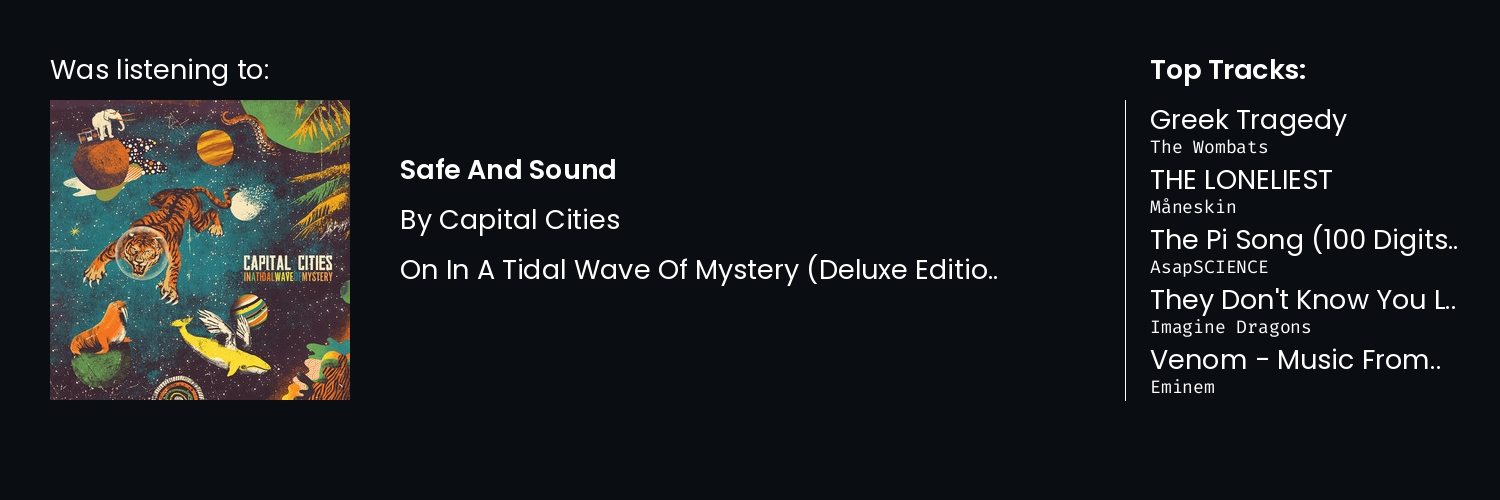 Was listening to:
CAPITAL CITIES
IN A TIDAL WAVE OF MYSTERY
Safe And Sound
By Capital Cities
On In A Tidal Wave Of Mystery (Deluxe Editio..
Top Tracks:
Greek Tragedy
The Wombats
THE LONELIEST
Måneskin
The Pi Song (100 Digits..
AsapSCIENCE
They Don't Know You L..
Imagine Dragons
Venom - Music From..
Eminem